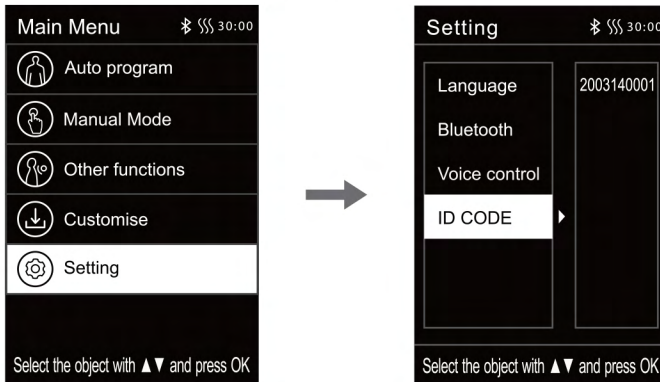 Main Menu 30:00
Auto program
Manual Mode
Other functions
Customise
Setting
Select the object with ▲▼ and press OK
Setting 30:00
Language
Bluetooth
Voice control
ID CODE
2003140001
Select the object with ▲▼ and press OK